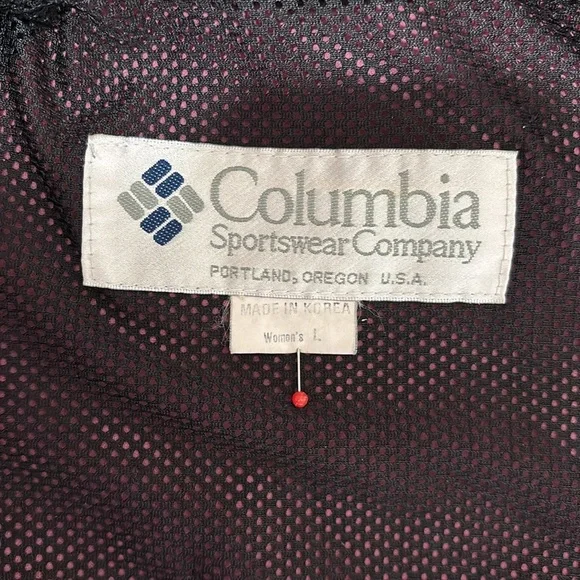 Columbia
Sportswear Company
PORTLAND, OREGON U.S.A.
MADE IN KOREA
Women's L